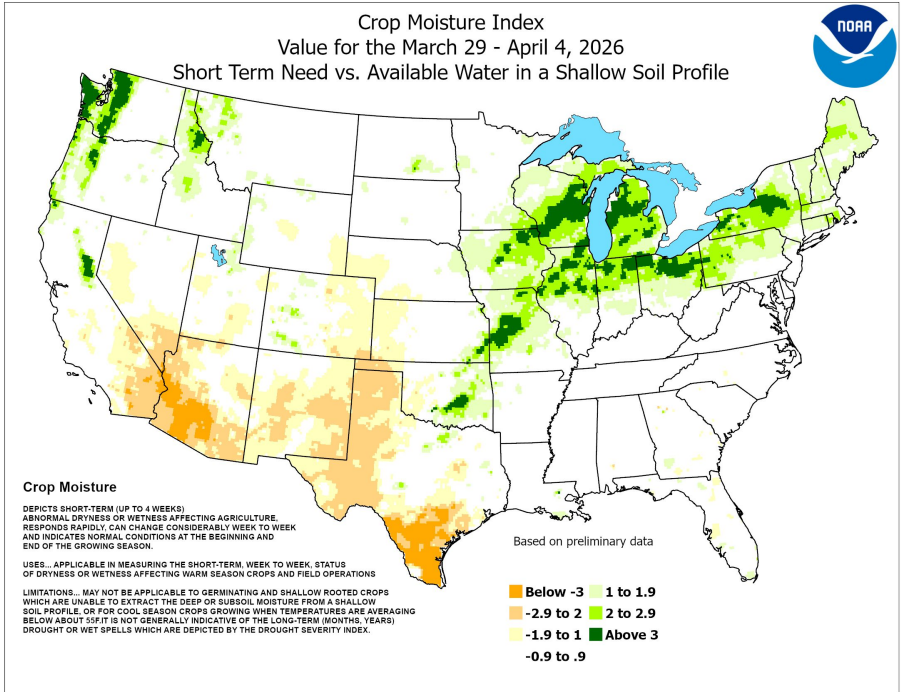 Crop Moisture Index
Value for the March 29 - April 4, 2026
Short Term Need vs. Available Water in a Shallow Soil Profile
NOAA
Crop Moisture
DEPICTS SHORT-TERM (UP TO 4 WEEKS)
ABNORMAL DRYNESS OR WETNESS AFFECTING AGRICULTURE,
RESPONDS RAPIDLY, CAN CHANGE CONSIDERABLY WEEK TO WEEK
AND INDICATES NORMAL CONDITIONS AT THE BEGINNING AND
END OF THE GROWING SEASON.
USES... APPLICABLE IN MEASURING THE SHORT-TERM, WEEK TO WEEK, STATUS
OF DRYNESS OR WETNESS AFFECTING WARM SEASON CROPS AND FIELD OPERATIONS
LIMITATIONS... MAY NOT BE APPLICABLE TO GERMINATING AND SHALLOW ROOTED CROPS
WHICH ARE UNABLE TO EXTRACT THE DEEP OR SUBSOIL MOISTURE FROM A SHALLOW
SOIL PROFILE, OR FOR COOL SEASON CROPS GROWING WHEN TEMPERATURES ARE AVERAGING
BELOW ABOUT 55F.IT IS NOT GENERALLY INDICATIVE OF THE LONG-TERM (MONTHS, YEARS)
DROUGHT OR WET SPELLS WHICH ARE DEPICTED BY THE DROUGHT SEVERITY INDEX.
Based on preliminary data
Below -3
-2.9 to 2
-1.9 to 1
-0.9 to .9
1 to 1.9
2 to 2.9
Above 3